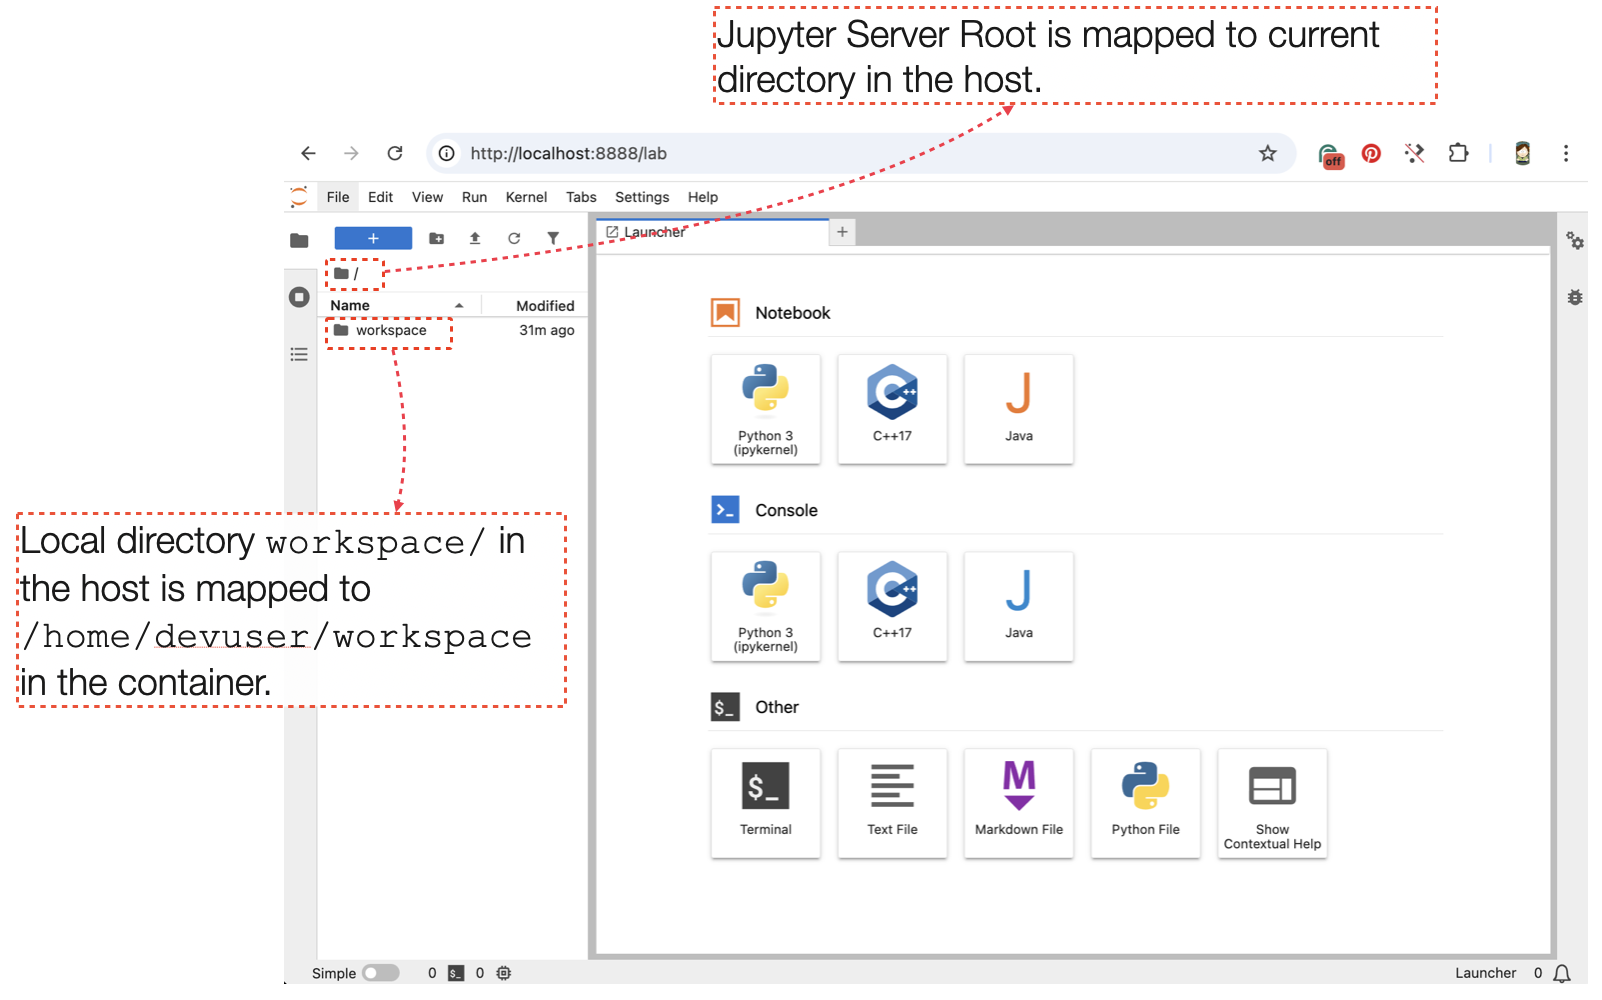 Jupyter Server Root is mapped to current
directory in the host.
http://localhost:8888/lab
off
File Edit View Run Kernel Tabs Settings Help
+
Launcher
+
/
Name Modified
workspace 31m ago
Notebook
Python 3
(ipykernel)
C++17
J
Java
Console
Python 3
(ipykernel)
C++17
J
Java
Local directory workspace/ in
the host is mapped to
/home/devuser/workspace
in the container.
$_ Other
$_
Terminal
Text File
M
Markdown File
Python File
Show
Contextual Help
Simple 0 $_ 0 Launcher 0